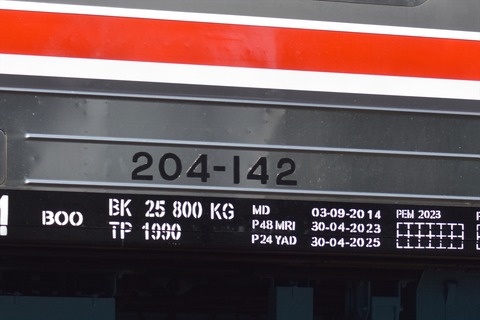 204-142
BOO
BK 25 800 KG
TP 1990
MD 03-09-2014
P48 MRI 30-04-2023
P24 YAD 30-04-2025
PEM 2023